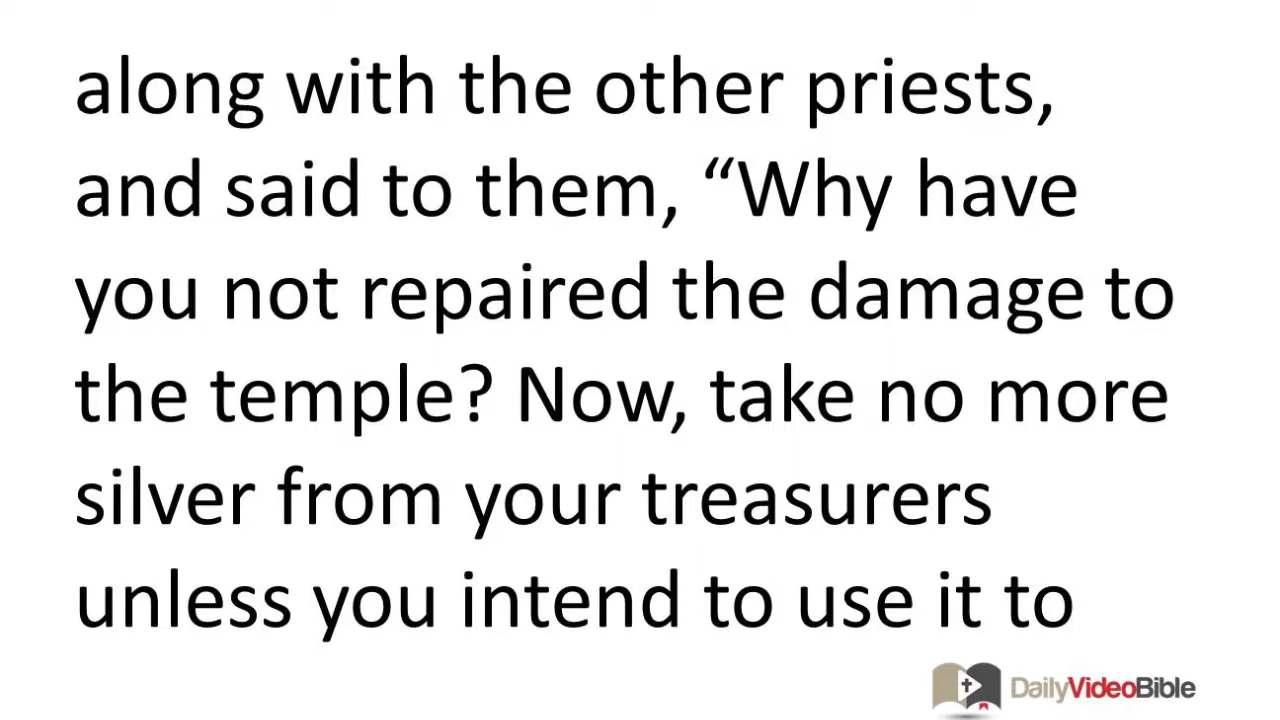 along with the other priests,
and said to them, “Why have
you not repaired the damage to
the temple? Now, take no more
silver from your treasurers
unless you intend to use it to
DailyVideoBible